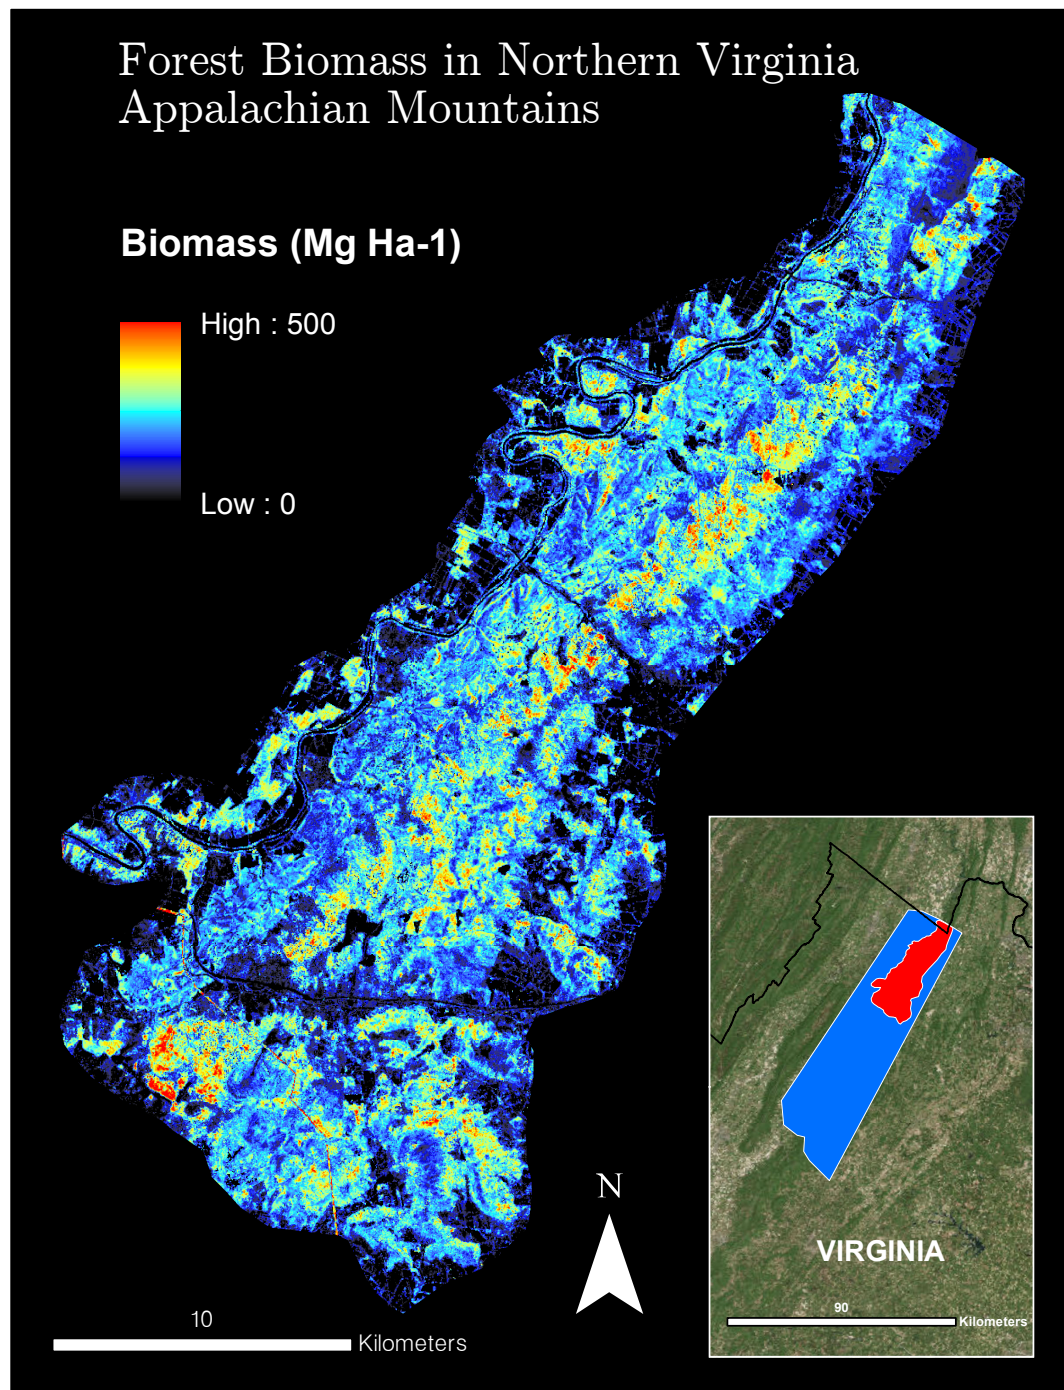 Forest Biomass in Northern Virginia
Appalachian Mountains
Biomass (Mg Ha-1)
High : 500
Low : 0
N
10
Kilometers
VIRGINIA
90
Kilometers